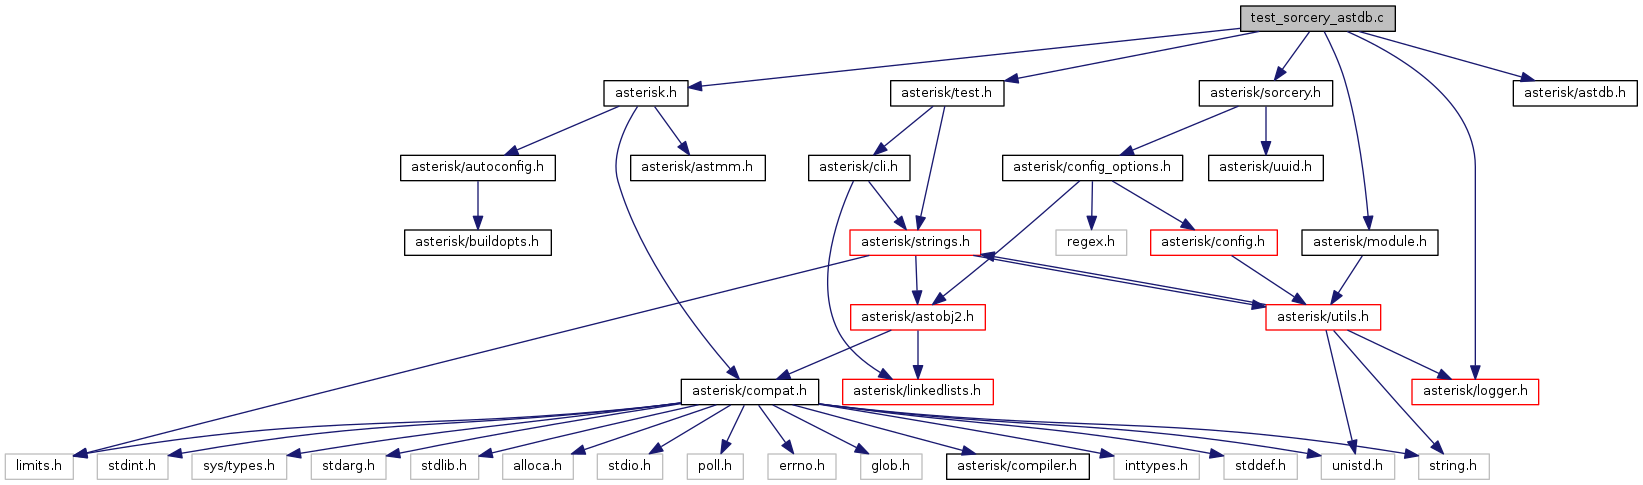 test_sorcery_astdb.c
asterisk.h
asterisk/test.h
asterisk/sorcery.h
asterisk/astdb.h
asterisk/autoconfig.h
asterisk/astmm.h
asterisk/cli.h
asterisk/config_options.h
asterisk/uuid.h
asterisk/buildopts.h
asterisk/strings.h
regex.h
asterisk/config.h
asterisk/module.h
asterisk/astobj2.h
asterisk/utils.h
asterisk/compat.h
asterisk/linkedlists.h
asterisk/logger.h
limits.h
stdint.h
sys/types.h
stdarg.h
stdlib.h
alloca.h
stdio.h
poll.h
errno.h
glob.h
asterisk/compiler.h
inttypes.h
stddef.h
unistd.h
string.h